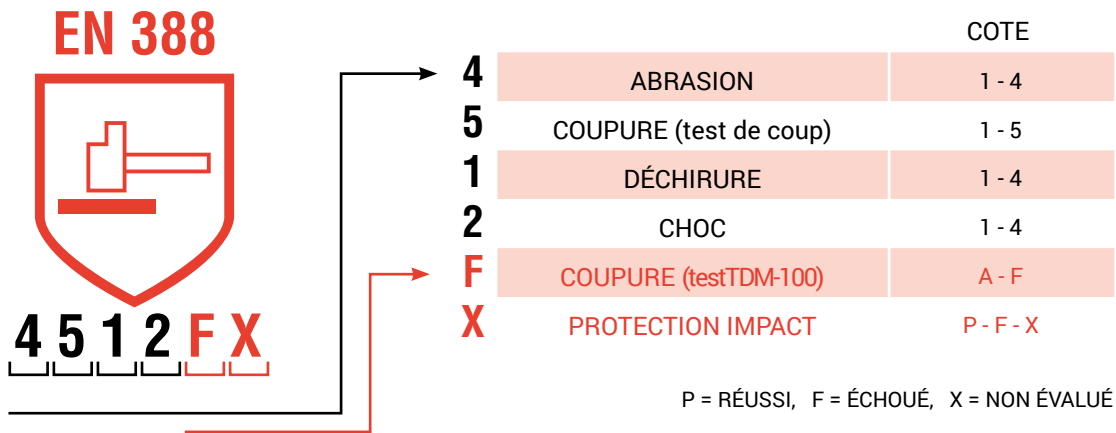 EN 388
4 5 1 2 F X
COTE
4 ABRASION 1 - 4
5 COUPURE (test de coup) 1 - 5
1 DÉCHIRURE 1 - 4
2 CHOC 1 - 4
F COUPURE (testTDM-100) A - F
X PROTECTION IMPACT P - F - X
P = RÉUSSI, F = ÉCHOUÉ, X = NON ÉVALUÉ